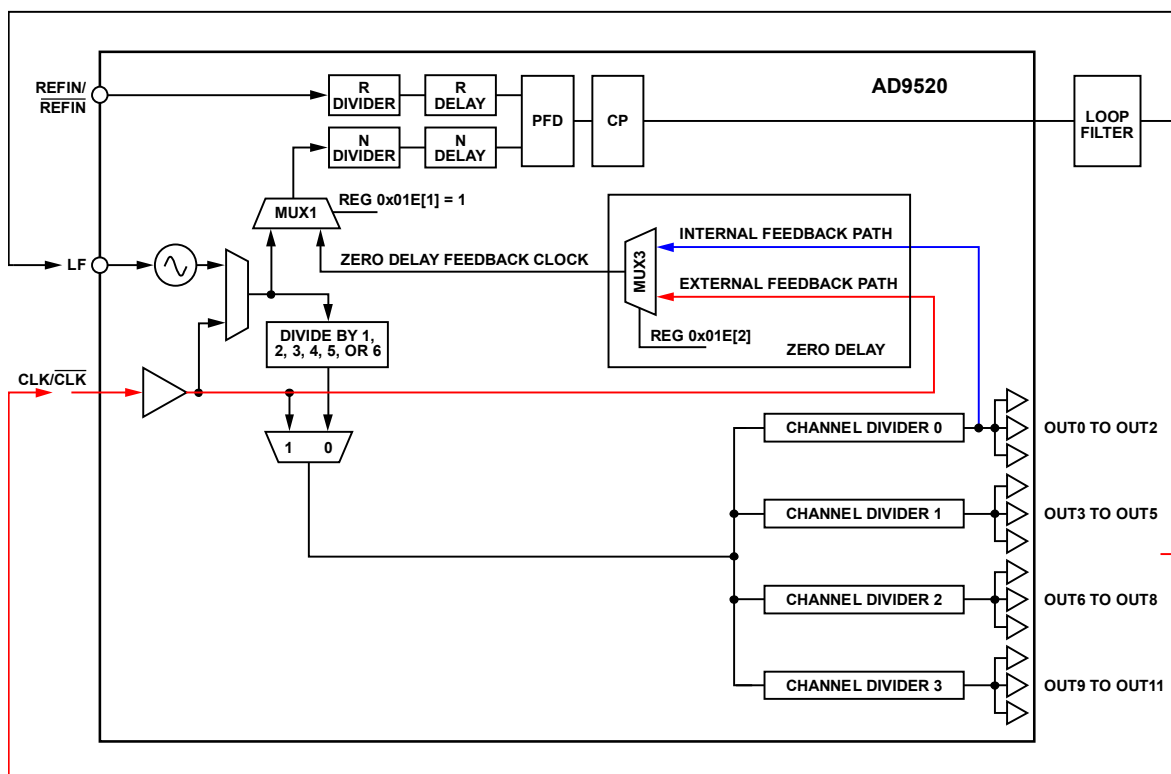 AD9520
REFIN/
REFIN
R
DIVIDER
R
DELAY
PFD
CP
LOOP
FILTER
N
DIVIDER
N
DELAY
REG 0x01E[1] = 1
MUX1
INTERNAL FEEDBACK PATH
MUX3
LF
ZERO DELAY FEEDBACK CLOCK
EXTERNAL FEEDBACK PATH
REG 0x01E[2]
ZERO DELAY
DIVIDE BY 1,
2, 3, 4, 5, OR 6
CLK/CLK
1 0
CHANNEL DIVIDER 0
OUT0 TO OUT2
CHANNEL DIVIDER 1
OUT3 TO OUT5
CHANNEL DIVIDER 2
OUT6 TO OUT8
CHANNEL DIVIDER 3
OUT9 TO OUT11